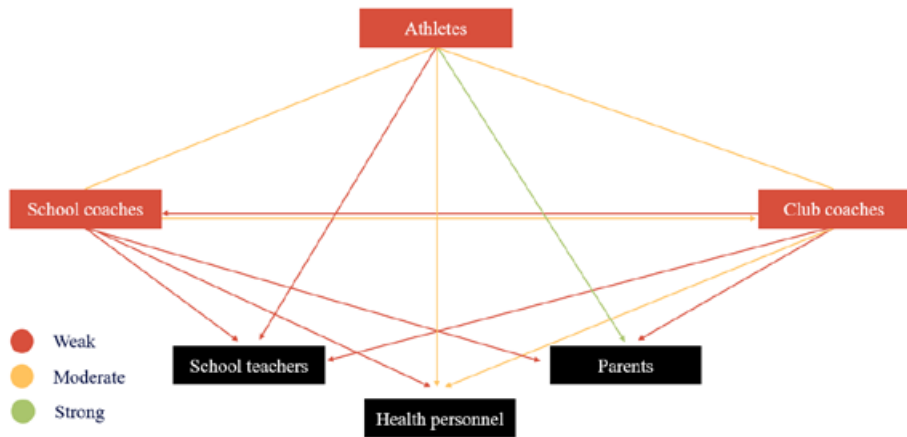 Athletes
School coaches
Club coaches
Weak
School teachers
Parents
Moderate
Strong
Health personnel